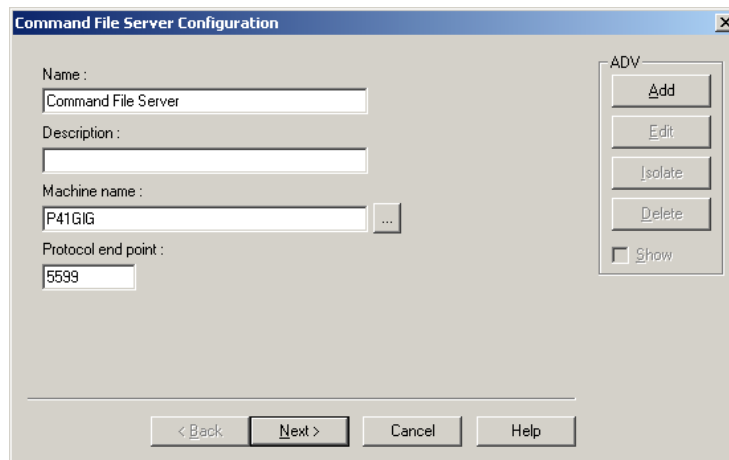 Command File Server Configuration
Name :
Command File Server
Description :
Machine name :
P41GIG
...
Protocol end point :
5599
ADV
Add
Edit
Isolate
Delete
Show
< Back
Next >
Cancel
Help